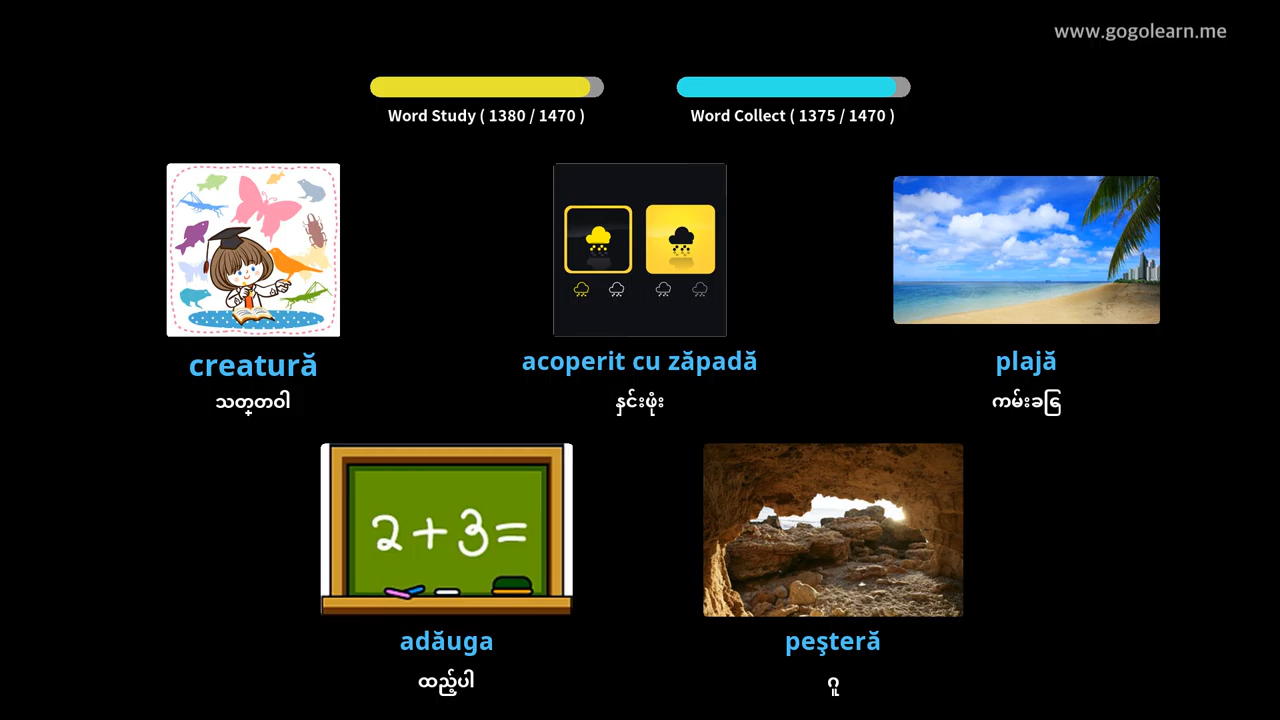 www.gogolearn.me
Word Study ( 1380 / 1470 )
Word Collect ( 1375 / 1470 )
creatură
သတ္တဝါ
acoperit cu zăpadă
နှင်းဖုံး
plajă
ကမ်းခြေ
2+3=
adăuga
ထည့်ပါ
peşteră
ဂူ